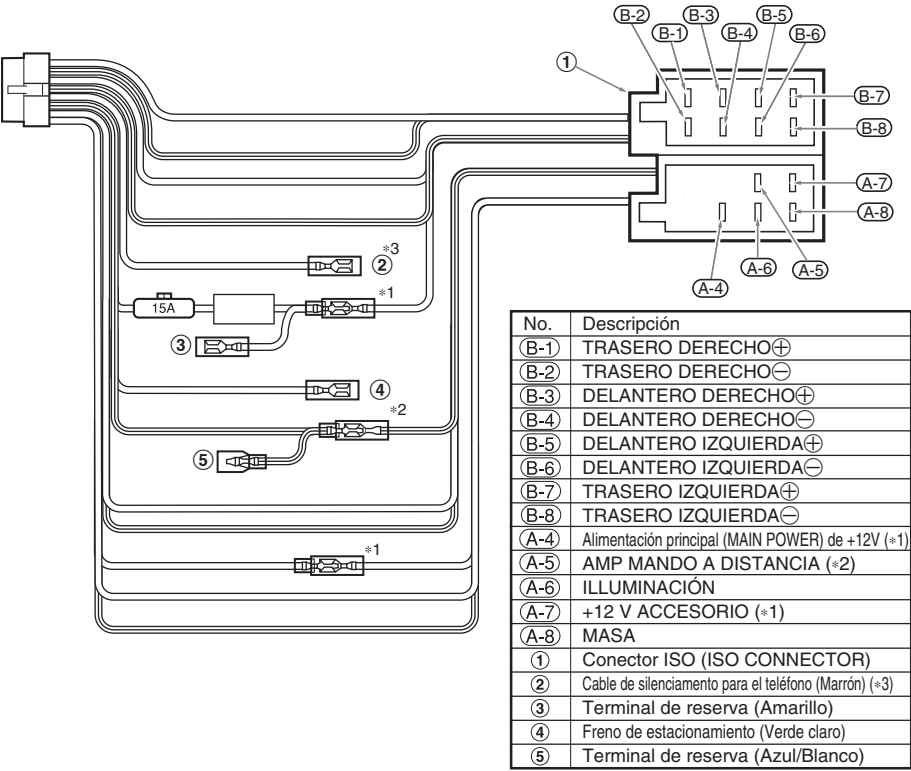 B-2 B-3 B-5
B-1 B-4 B-6
①
B-7
B-8
A-7
A-8
A-6 A-5
A-4
*3
②
*1
15A
③
④
*2
⑤
*1
No. Descripción
B-1 TRASERO DERECHO⊕
B-2 TRASERO DERECHO⊖
B-3 DELANTERO DERECHO⊕
B-4 DELANTERO DERECHO⊖
B-5 DELANTERO IZQUIERDA⊕
B-6 DELANTERO IZQUIERDA⊖
B-7 TRASERO IZQUIERDA⊕
B-8 TRASERO IZQUIERDA⊖
A-4 Alimentación principal (MAIN POWER) de +12V (*1)
A-5 AMP MANDO A DISTANCIA (*2)
A-6 ILLUMINACIÓN
A-7 +12 V ACCESORIO (*1)
A-8 MASA
① Conector ISO (ISO CONNECTOR)
② Cable de silenciamento para el teléfono (Marrón) (*3)
③ Terminal de reserva (Amarillo)
④ Freno de estacionamiento (Verde claro)
⑤ Terminal de reserva (Azul/Blanco)